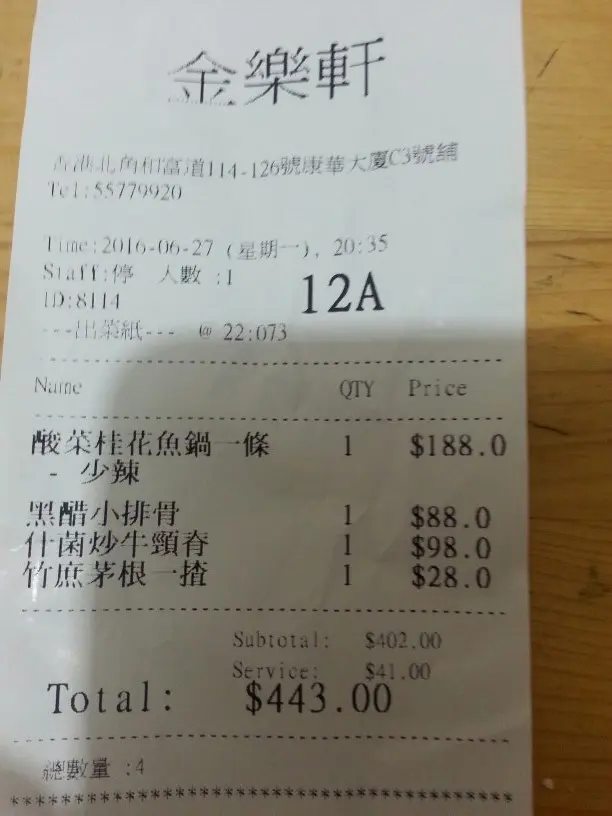 金樂軒
香港北角和富道114-126號康華大廈C3號舖
Tel:55779920
Time:2016-06-27 (星期一), 20:35
Staff:停 人數 :1
ID:8114
12A
---出菜紙--- @ 22:073
Name QTY Price
酸菜桂花魚鍋一條 1 $188.0
- 少辣
黑醋小排骨 1 $88.0
什菌炒牛頸脊 1 $98.0
竹庶茅根一揸 1 $28.0
Subtotal: $402.00
Service: $41.00
Total: $443.00
總數量 :4
****************************************